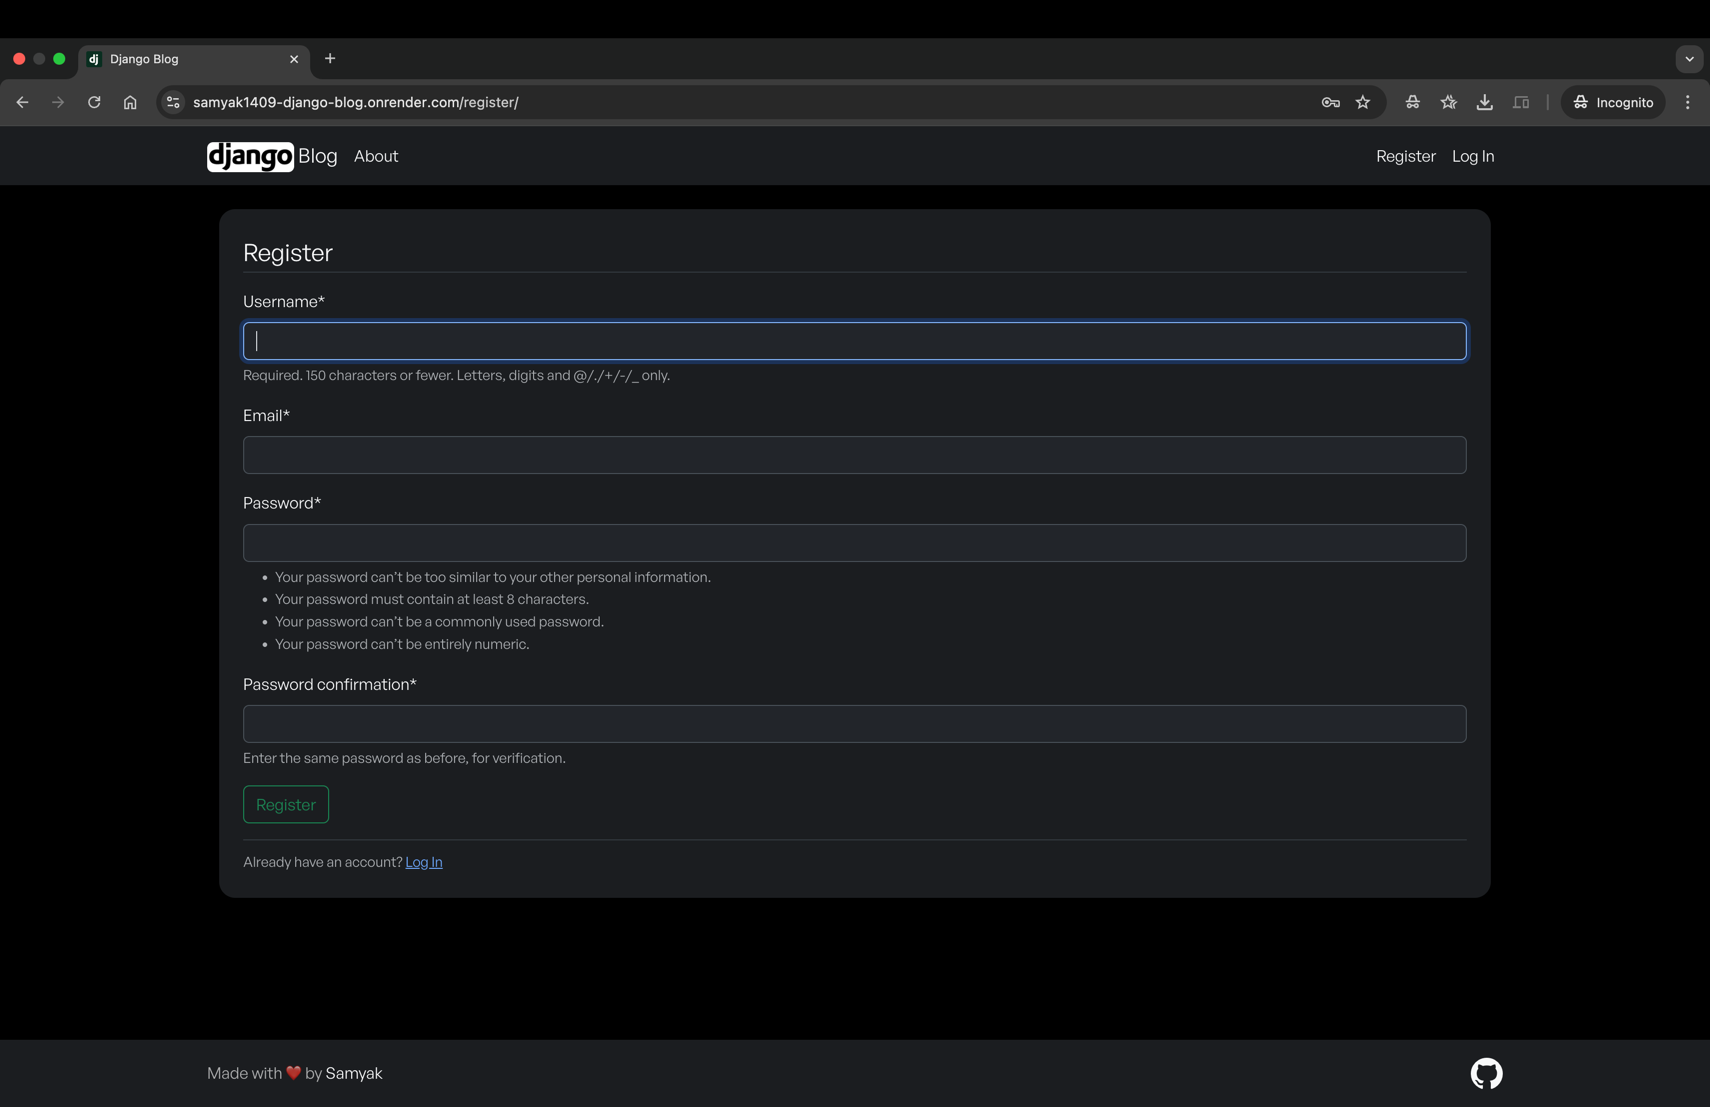 dj Django Blog
samyak1409-django-blog.onrender.com/register/
Incognito
django Blog About
Register Log In
Register
Username*
Required. 150 characters or fewer. Letters, digits and @/./+/-/_ only.
Email*
Password*
Your password can’t be too similar to your other personal information.
Your password must contain at least 8 characters.
Your password can’t be a commonly used password.
Your password can’t be entirely numeric.
Password confirmation*
Enter the same password as before, for verification.
Register
Already have an account? Log In
Made with ❤️ by Samyak